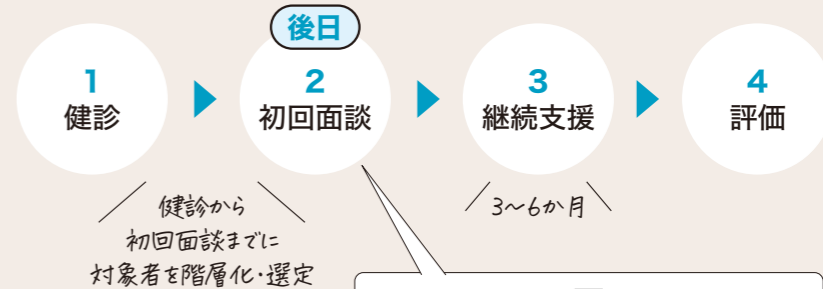 後日
1
健診
2
初回面談
3
継続支援
4
評価
健診から
初回面談までに
対象者を階層化・選定
3〜6か月